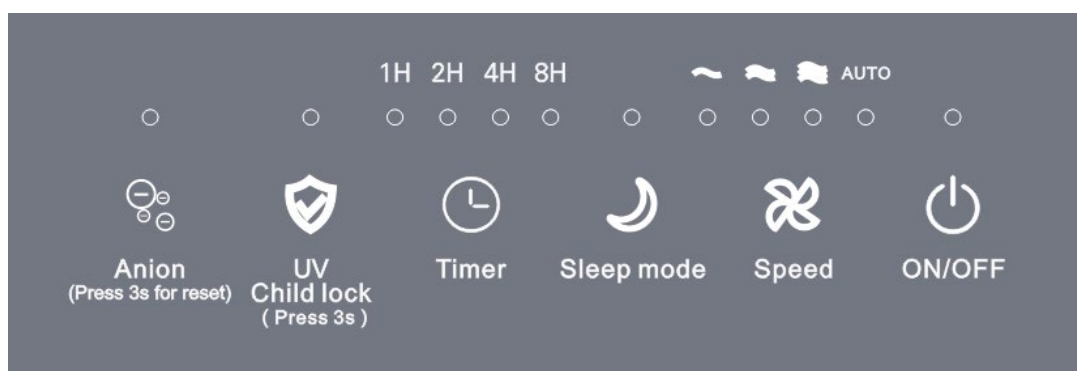 1H 2H 4H 8H AUTO
Anion UV Timer Sleep mode Speed ON/OFF
(Press 3s for reset) Child lock
( Press 3s )